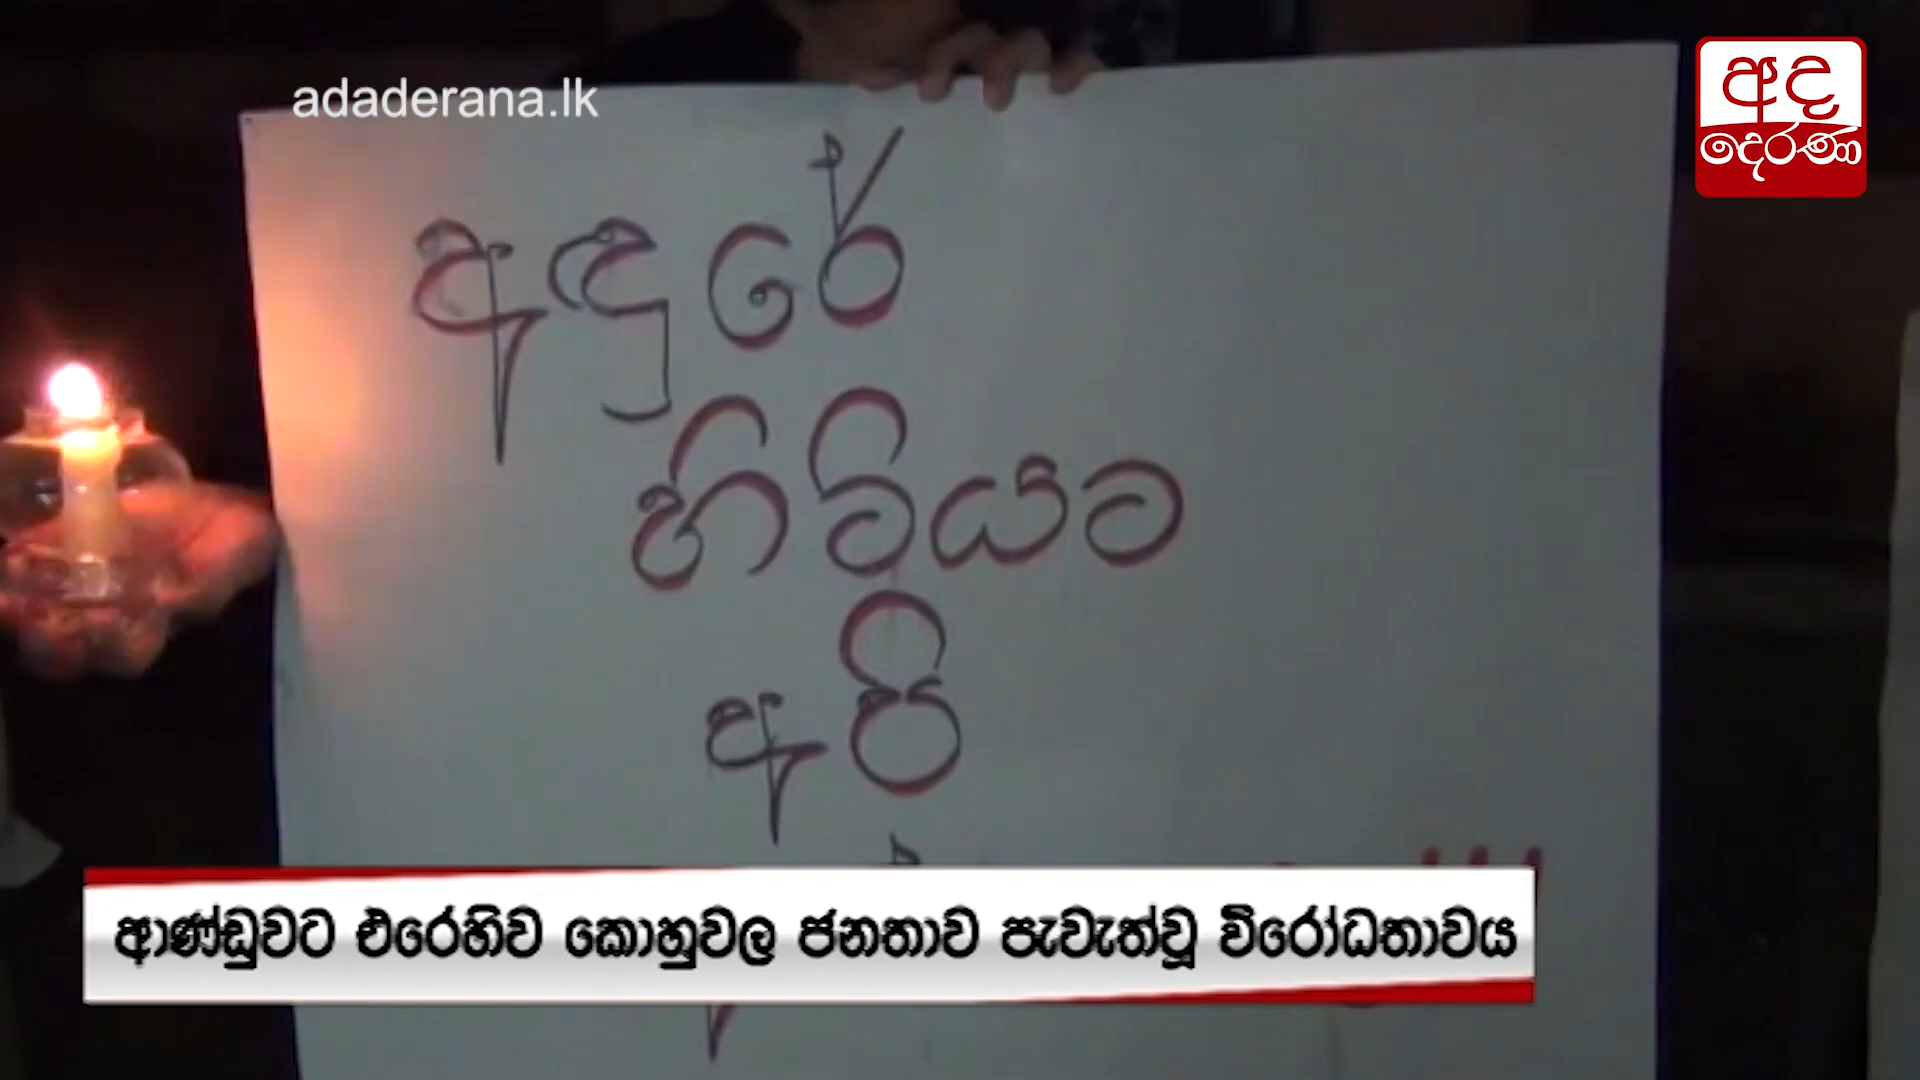 adaderana.lk
අද
දෙරණ
අඳුරේ
හිටියට
අපි
ආණ්ඩුවට එරෙහිව කොහුවල ජනතාව පැවැත්වූ විරෝධතාවය